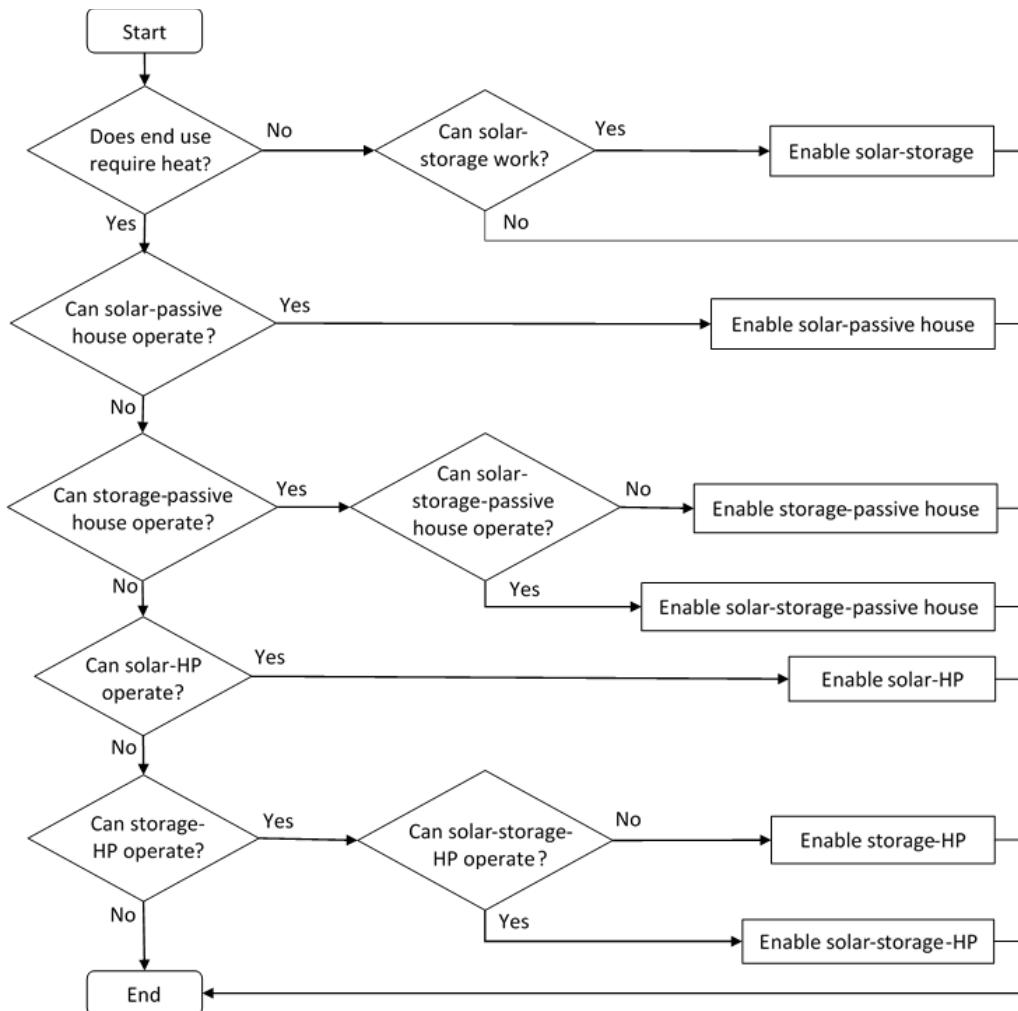 Start
Does end use
require heat?
No
Can solar-
storage work?
Yes
Enable solar-storage
No
Yes
Can solar-passive
house operate?
Yes
Enable solar-passive house
No
Can storage-passive
house operate?
Yes
Can solar-
storage-passive
house operate?
No
Enable storage-passive house
Yes
Enable solar-storage-passive house
No
Can solar-HP
operate?
Yes
Enable solar-HP
No
Can storage-
HP operate?
Yes
Can solar-storage-
HP operate?
No
Enable storage-HP
Yes
Enable solar-storage-HP
No
End